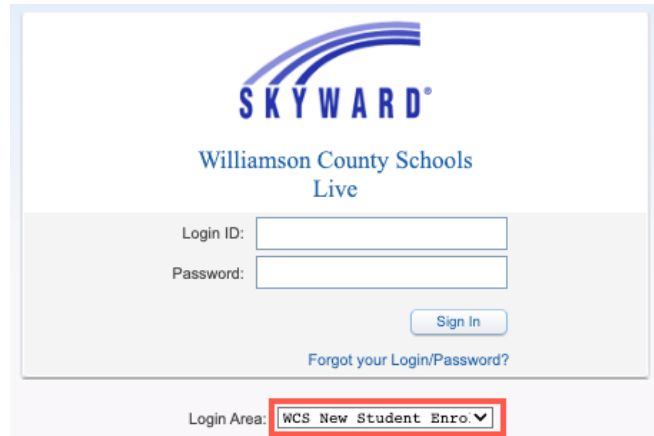 SKYWARD®
Williamson County Schools
Live
Login ID:
Password:
Sign In
Forgot your Login/Password?
Login Area: WCS New Student Enro